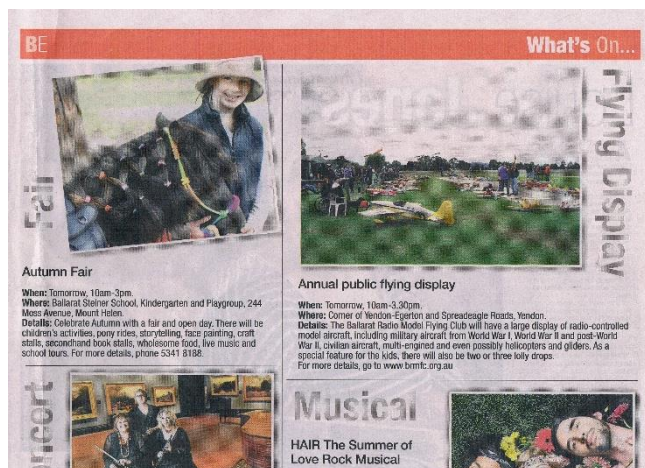 BE
What's On...
Fair
Autumn Fair
When: Tomorrow, 10am-3pm.
Where: Ballarat Steiner School, Kindergarten and Playgroup, 244
Moss Avenue, Mount Helen.
Details: Celebrate Autumn with a fair and open day. There will be
children's activities, pony rides, storytelling, face painting, craft
stalls, secondhand book stalls, wholesome food, live music and
school tours. For more details, phone 5341 8188.
Flying Display
Annual public flying display
When: Tomorrow, 10am-3.30pm.
Where: Corner of Yendon-Egerton and Spreadeagle Roads, Yendon.
Details: The Ballarat Radio Model Flying Club will have a large display of radio-controlled
model aircraft, including military aircraft from World War I, World War II and post-World
War II, civilian aircraft, multi-engined and even possibly helicopters and gliders. As a
special feature for the kids, there will also be two or three lolly drops.
For more details, go to www.brmfc.org.au
ncert
Musical
HAIR The Summer of
Love Rock Musical